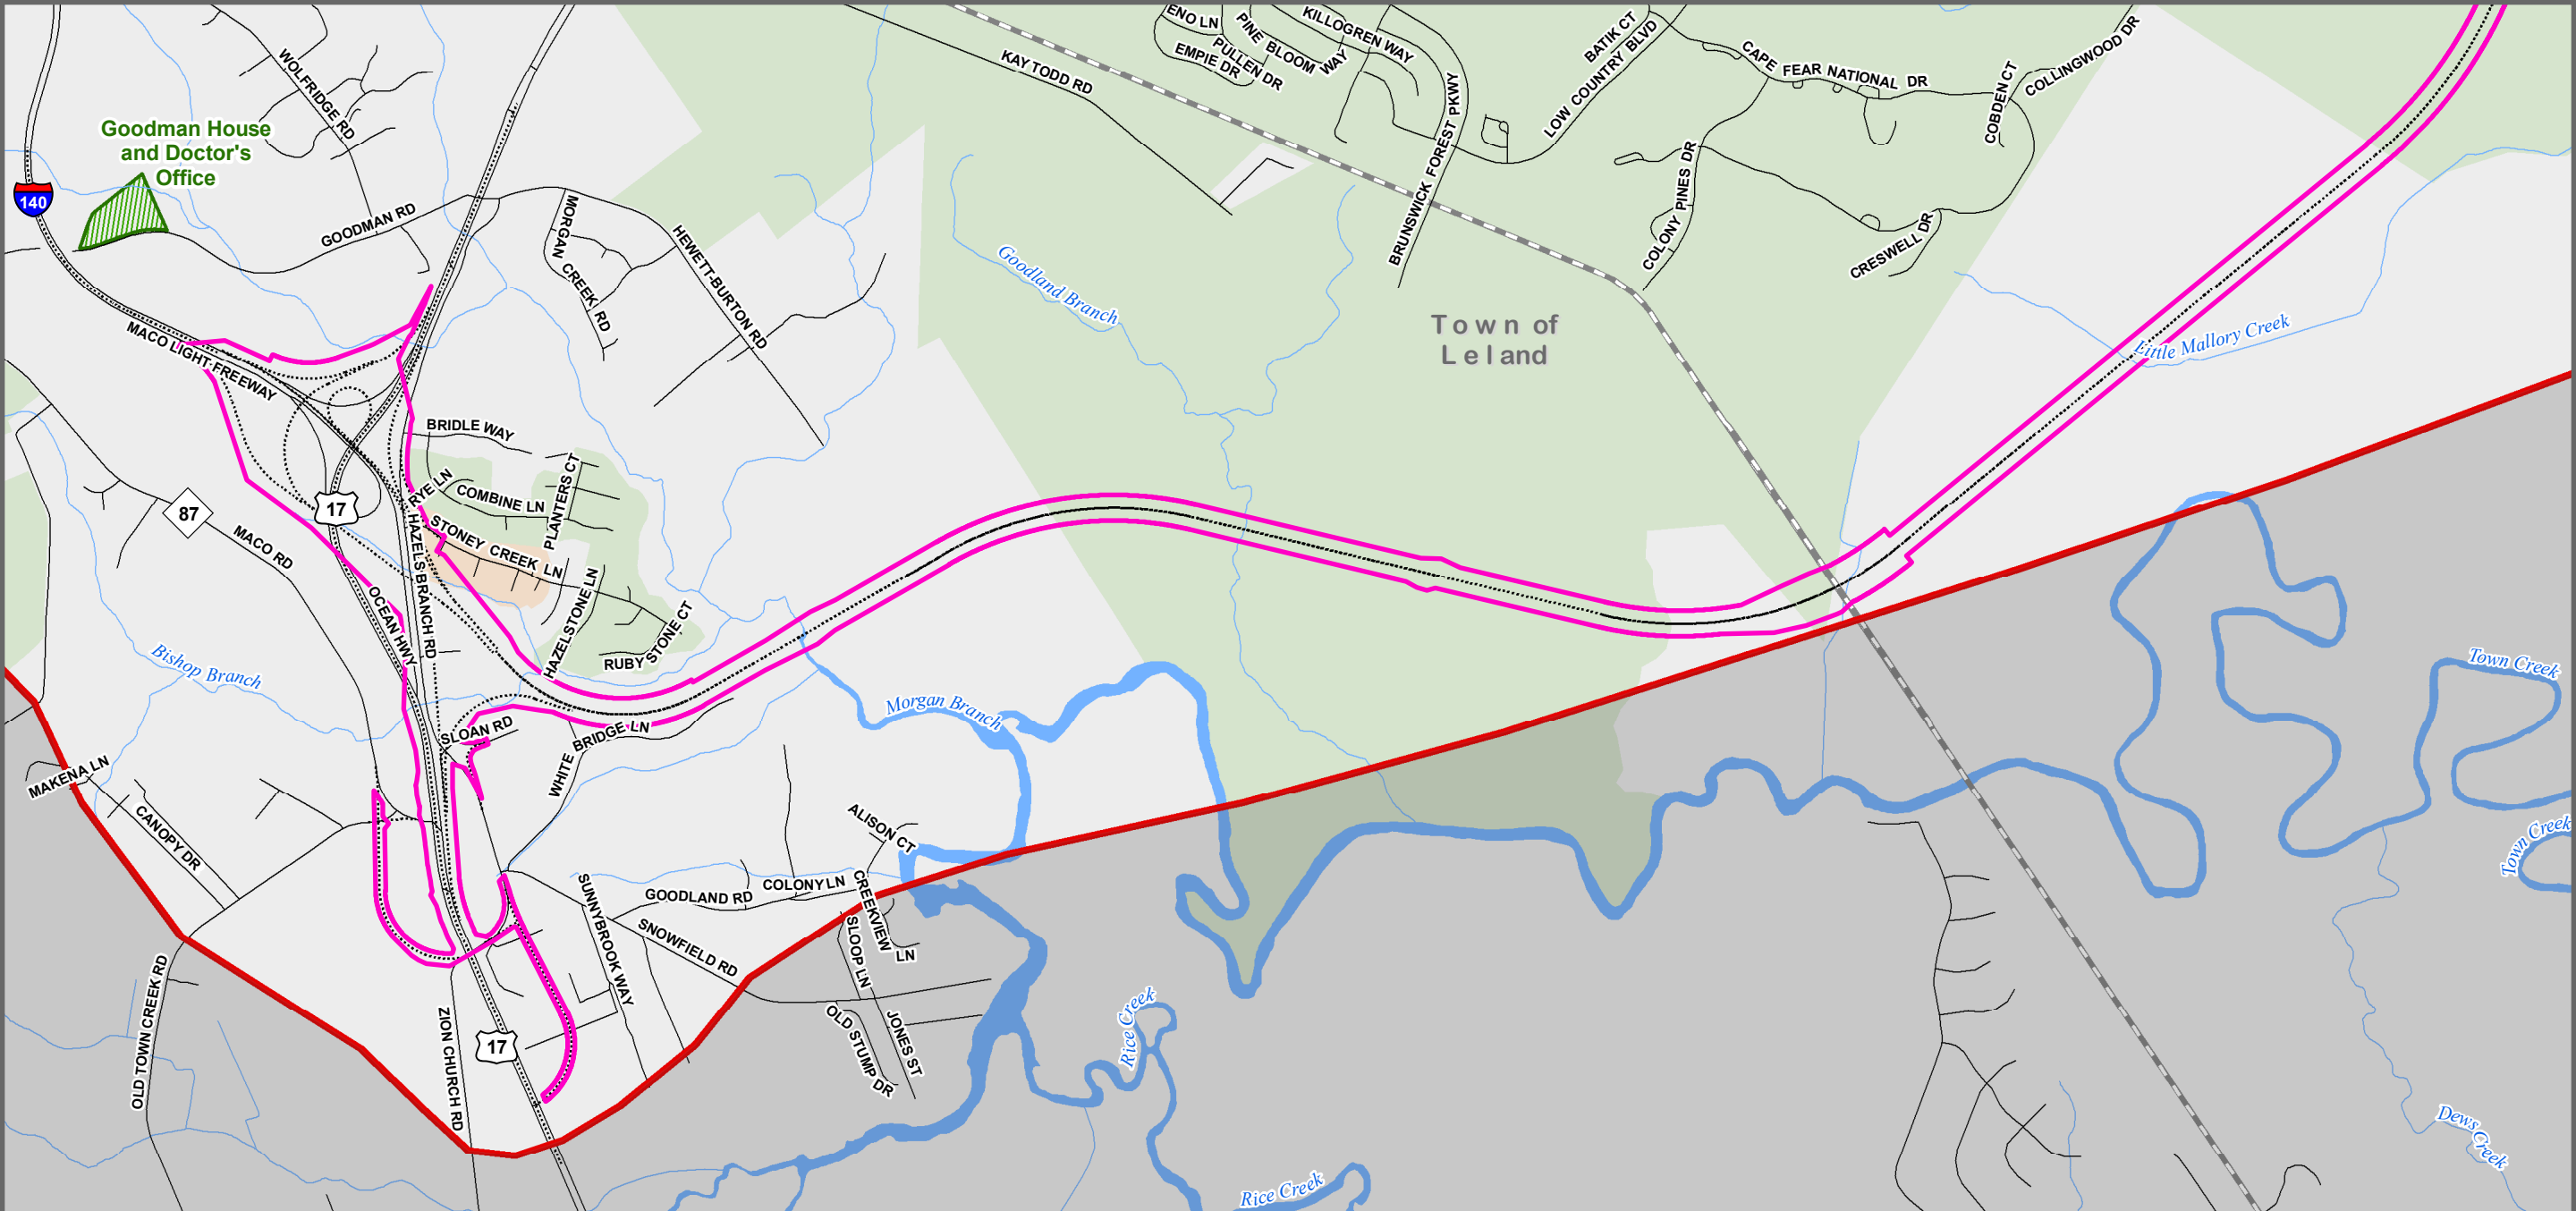 ENO LN
PULLEN DR
EMPIE DR
PINE BLOOM WAY
KILLOGREN WAY
BATIK CT
LOW COUNTRY BLVD
CAPE FEAR NATIONAL DR
COBDEN CT
COLLINGWOOD DR
KAY TODD RD
BRUNSWICK FOREST PKWY
COLONY PINES DR
CRESWELL DR
WOLFRIDGE RD
Goodman House
and Doctor's
Office
140
GOODMAN RD
MORGAN CREEK RD
HEWETT-BURTON RD
Goodland Branch
Town of
Leland
Little Mallory Creek
MACO LIGHT FREEWAY
BRIDLE WAY
RYE LN
COMBINE LN
PLANTERS CT
17
87
MACO RD
HAZELS BRANCH RD
STONEY CREEK LN
OCEAN HWY
HAZELSTONE LN
RUBY STONE CT
Bishop Branch
Morgan Branch
Town Creek
SLOAN RD
WHITE BRIDGE LN
MAKENA LN
CANOPY DR
ALISON CT
Town Creek
SUNNYBROOK WAY
GOODLAND RD
COLONY LN
CREEKVIEW LN
SNOWFIELD RD
SLOOP LN
OLD TOWN CREEK RD
ZION CHURCH RD
17
OLD STUMP DR
JONES ST
Rice Creek
Dews Creek
Rice Creek